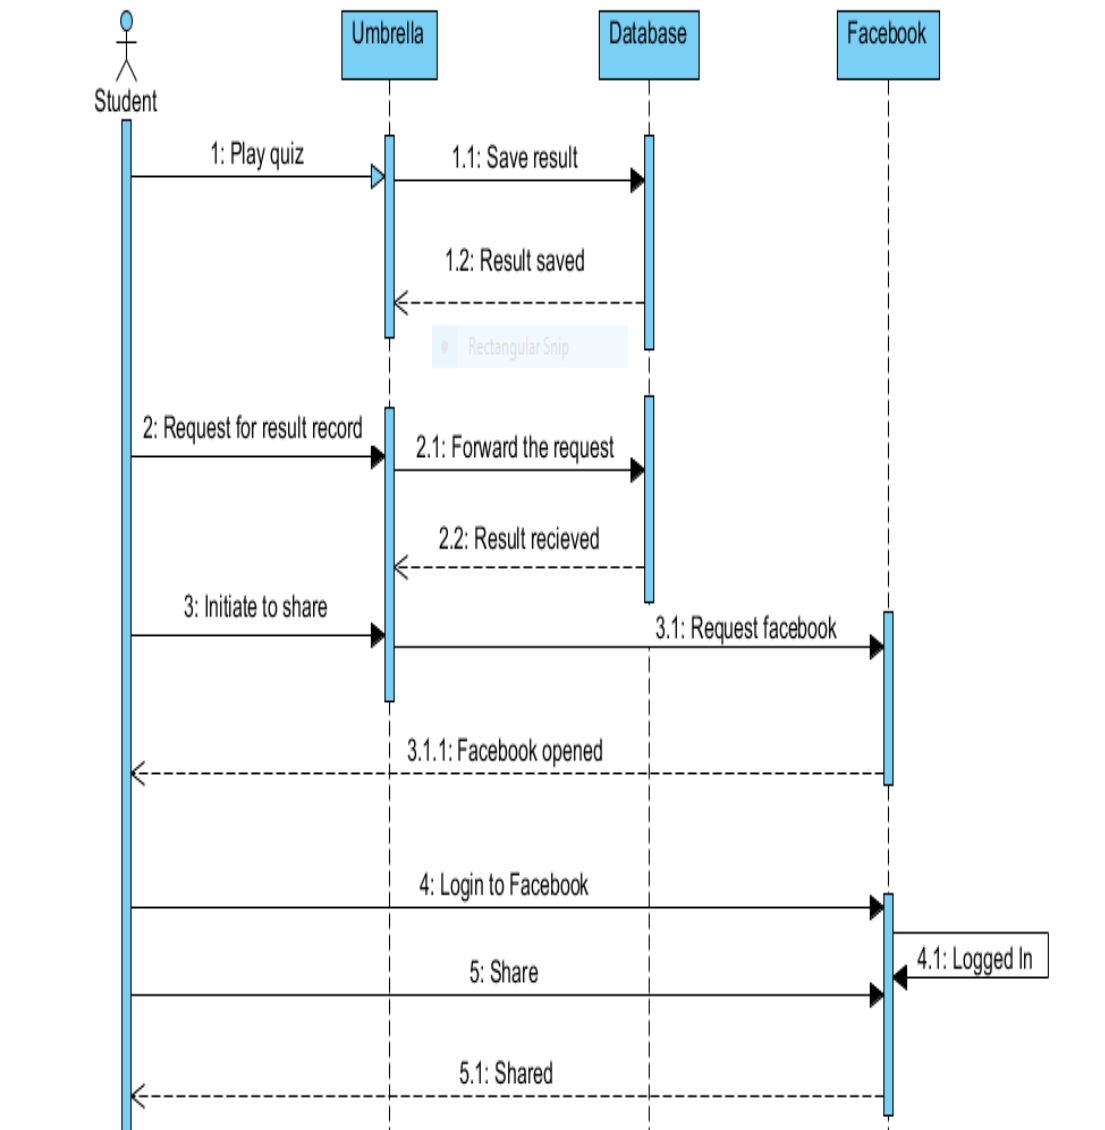 Umbrella
Database
Facebook
Student
1: Play quiz
1.1: Save result
1.2: Result saved
Rectangular Snip
2: Request for result record
2.1: Forward the request
2.2: Result recieved
3: Initiate to share
3.1: Request facebook
3.1.1: Facebook opened
4: Login to Facebook
4.1: Logged In
5: Share
5.1: Shared